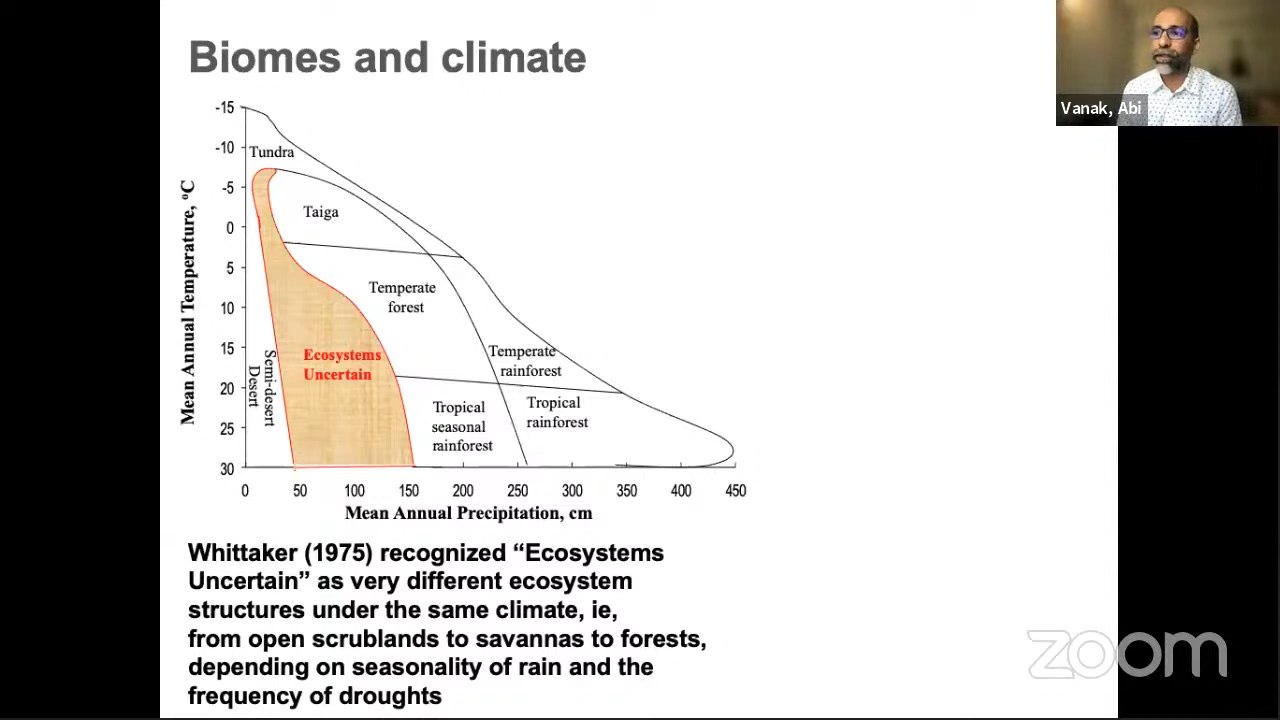 Biomes and climate
Vanak, Abi
Mean Annual Temperature, ºC
-15
-10
-5
0
5
10
15
20
25
30
Tundra
Taiga
Temperate
forest
Ecosystems
Uncertain
Semi-desert
Desert
Temperate
rainforest
Tropical
seasonal
rainforest
Tropical
rainforest
0 50 100 150 200 250 300 350 400 450
Mean Annual Precipitation, cm
Whittaker (1975) recognized “Ecosystems
Uncertain” as very different ecosystem
structures under the same climate, ie,
from open scrublands to savannas to forests,
depending on seasonality of rain and the
frequency of droughts
zoom